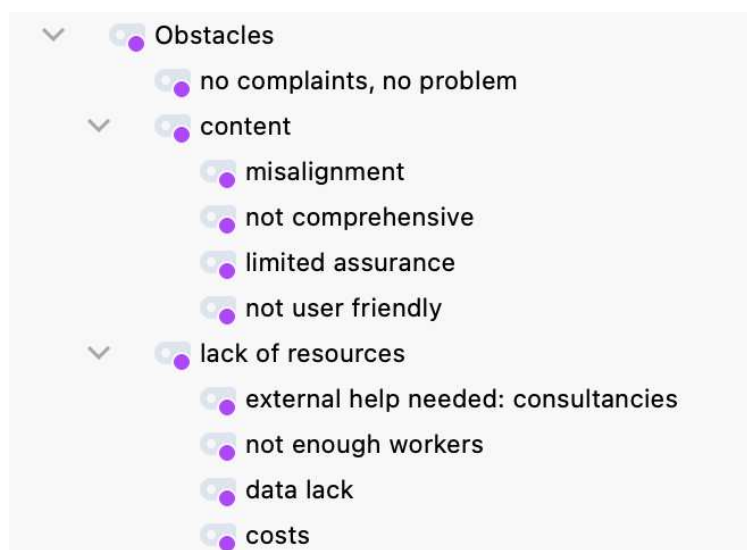 Obstacles
no complaints, no problem
content
misalignment
not comprehensive
limited assurance
not user friendly
lack of resources
external help needed: consultancies
not enough workers
data lack
costs